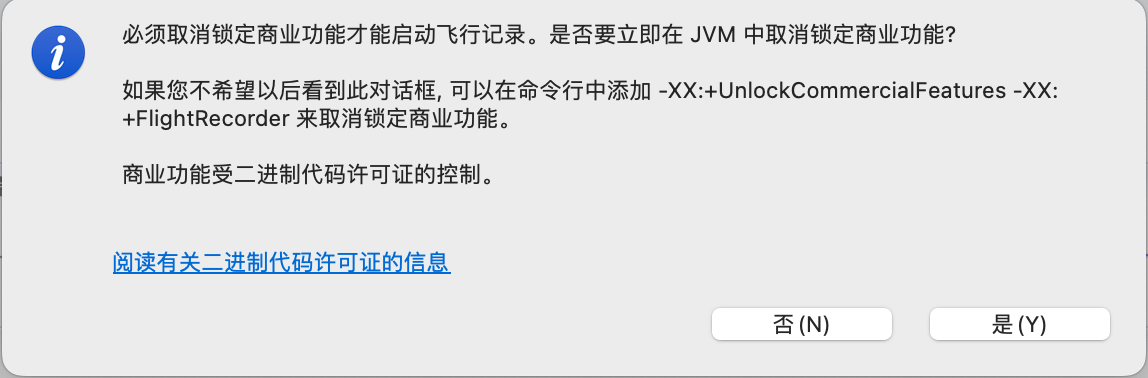 必须取消锁定商业功能才能启动飞行记录。是否要立即在 JVM 中取消锁定商业功能?
如果您不希望以后看到此对话框, 可以在命令行中添加 -XX:+UnlockCommercialFeatures -XX:
+FlightRecorder 来取消锁定商业功能。
商业功能受二进制代码许可证的控制。
阅读有关二进制代码许可证的信息
否(N)
是(Y)